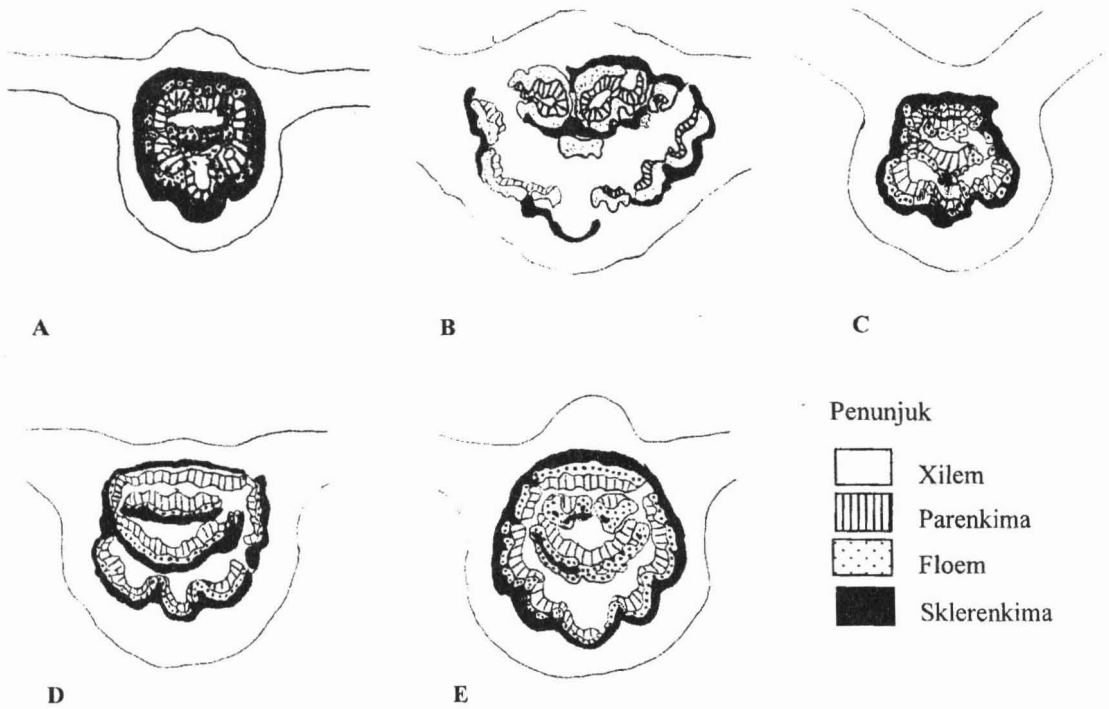 A
B
C
D
E
Penunjuk
Xilem
Parenkima
Floem
Sklerenkima